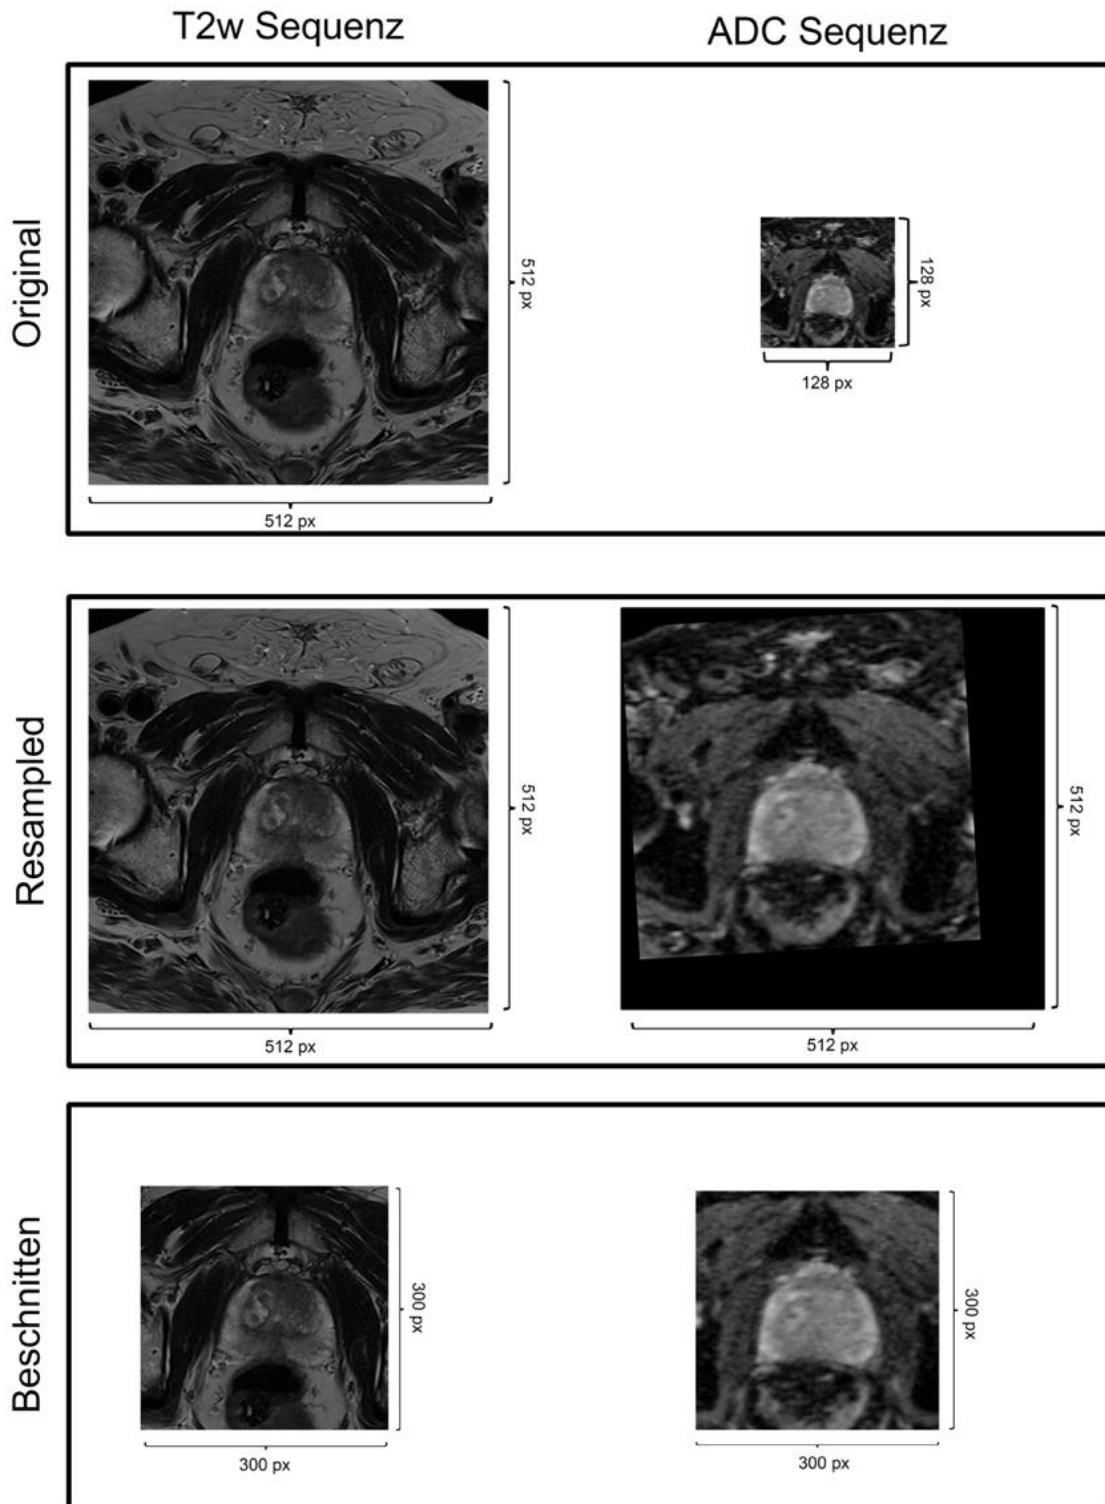 T2w Sequenz
ADC Sequenz
Original
512 px
512 px
128 px
128 px
Resampled
512 px
512 px
512 px
512 px
Beschnitten
300 px
300 px
300 px
300 px